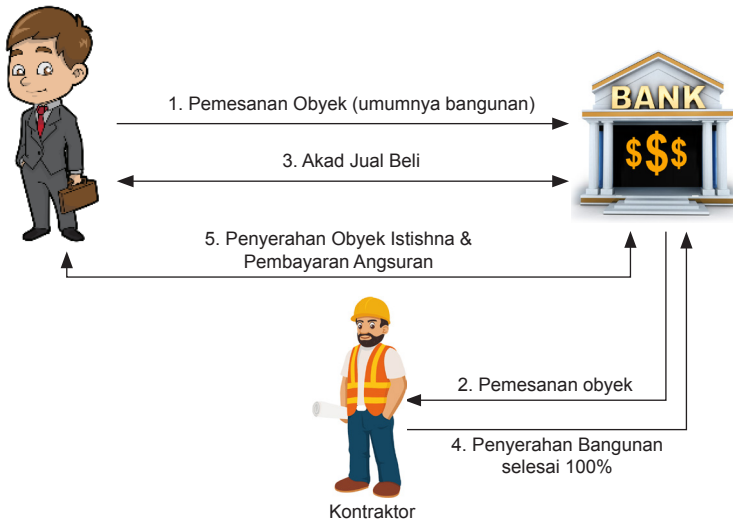 BANK
$$$
1. Pemesanan Obyek (umumnya bangunan)
3. Akad Jual Beli
5. Penyerahan Obyek Istishna &
Pembayaran Angsuran
2. Pemesanan obyek
4. Penyerahan Bangunan
selesai 100%
Kontraktor